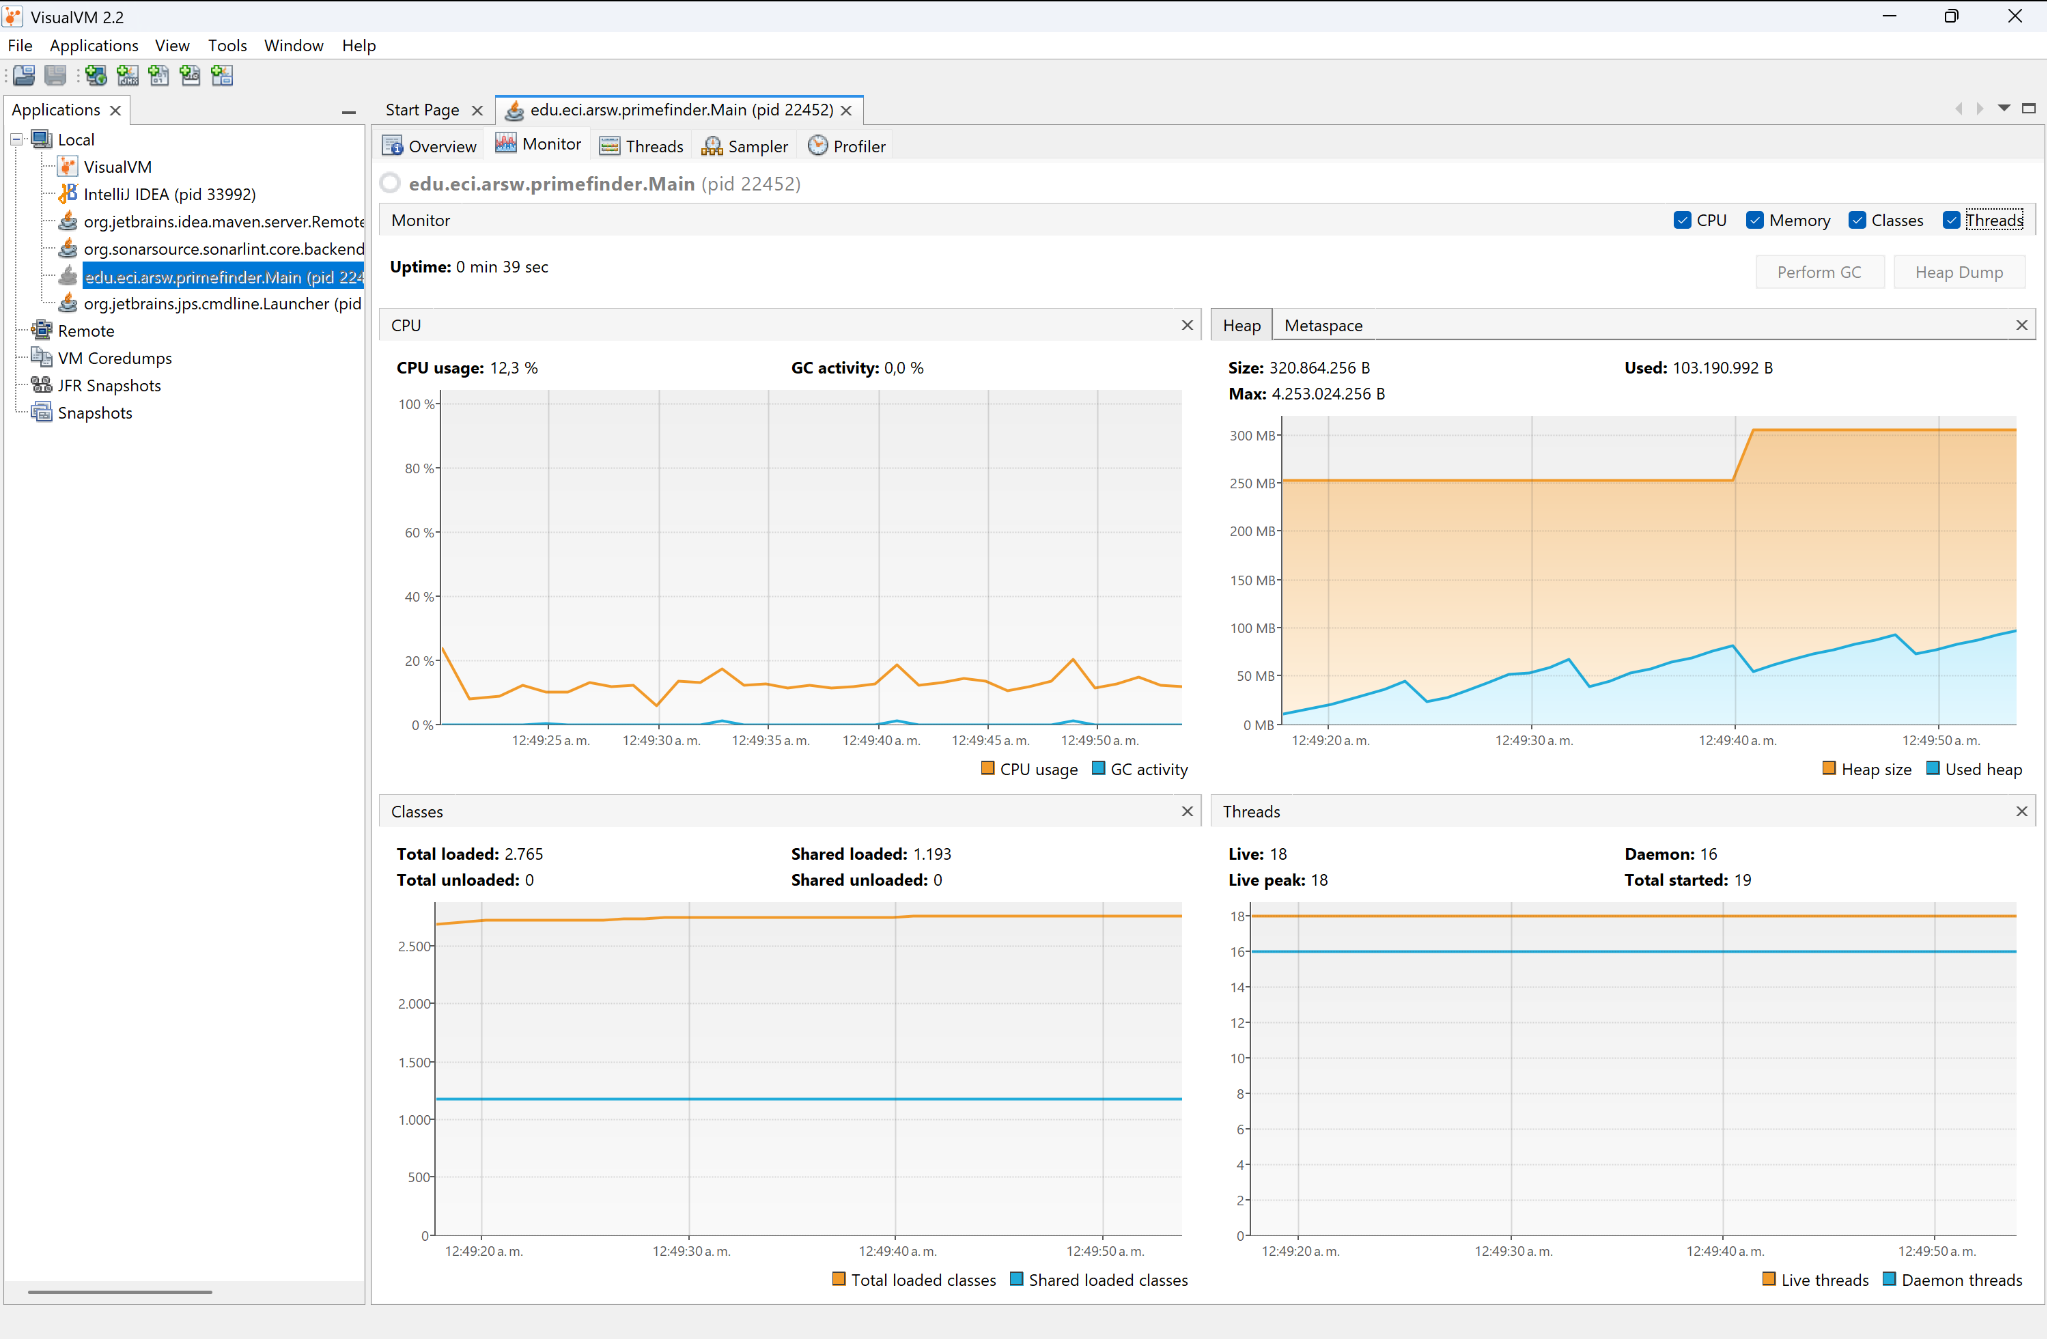 VisualVM 2.2
File Applications View Tools Window Help
Applications
Local
VisualVM
IntelliJ IDEA (pid 33992)
org.jetbrains.idea.maven.server.Remote
org.sonarsource.sonarlint.core.backend
edu.eci.arsw.primefinder.Main (pid 224
org.jetbrains.jps.cmdline.Launcher (pid
Remote
VM Coredumps
JFR Snapshots
Snapshots
Start Page edu.eci.arsw.primefinder.Main (pid 22452)
Overview Monitor Threads Sampler Profiler
edu.eci.arsw.primefinder.Main (pid 22452)
Monitor CPU Memory Classes Threads
Uptime: 0 min 39 sec
Perform GC Heap Dump
CPU
CPU usage: 12,3 % GC activity: 0,0 %
100 %
80 %
60 %
40 %
20 %
0 %
12:49:25 a. m. 12:49:30 a. m. 12:49:35 a. m. 12:49:40 a. m. 12:49:45 a. m. 12:49:50 a. m.
CPU usage GC activity
Heap Metaspace
Size: 320.864.256 B Used: 103.190.992 B
Max: 4.253.024.256 B
300 MB
250 MB
200 MB
150 MB
100 MB
50 MB
0 MB
12:49:20 a. m. 12:49:30 a. m. 12:49:40 a. m. 12:49:50 a. m.
Heap size Used heap
Classes
Total loaded: 2.765 Shared loaded: 1.193
Total unloaded: 0 Shared unloaded: 0
2.500
2.000
1.500
1.000
500
0
12:49:20 a. m. 12:49:30 a. m. 12:49:40 a. m. 12:49:50 a. m.
Total loaded classes Shared loaded classes
Threads
Live: 18 Daemon: 16
Live peak: 18 Total started: 19
18
16
14
12
10
8
6
4
2
0
12:49:20 a. m. 12:49:30 a. m. 12:49:40 a. m. 12:49:50 a. m.
Live threads Daemon threads